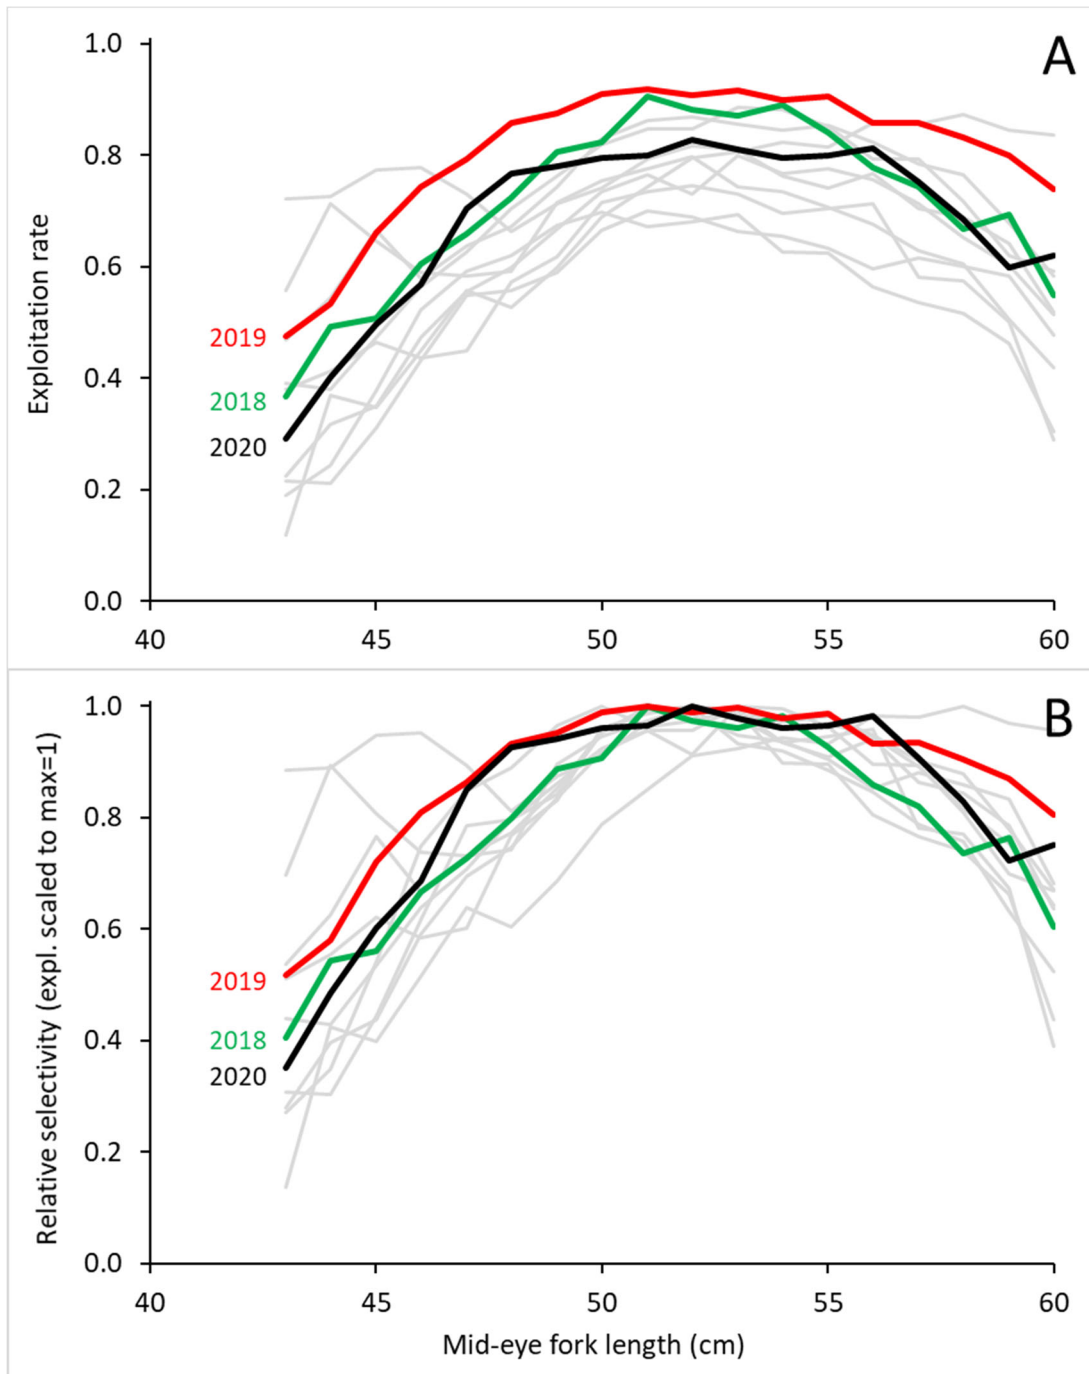 A
1.0
0.8
0.6
0.4
0.2
0.0
Exploitation rate
2019
2018
2020
40 45 50 55 60
B
1.0
0.8
0.6
0.4
0.2
0.0
Relative selectivity (expl. scaled to max=1)
2019
2018
2020
40 45 50 55 60
Mid-eye fork length (cm)